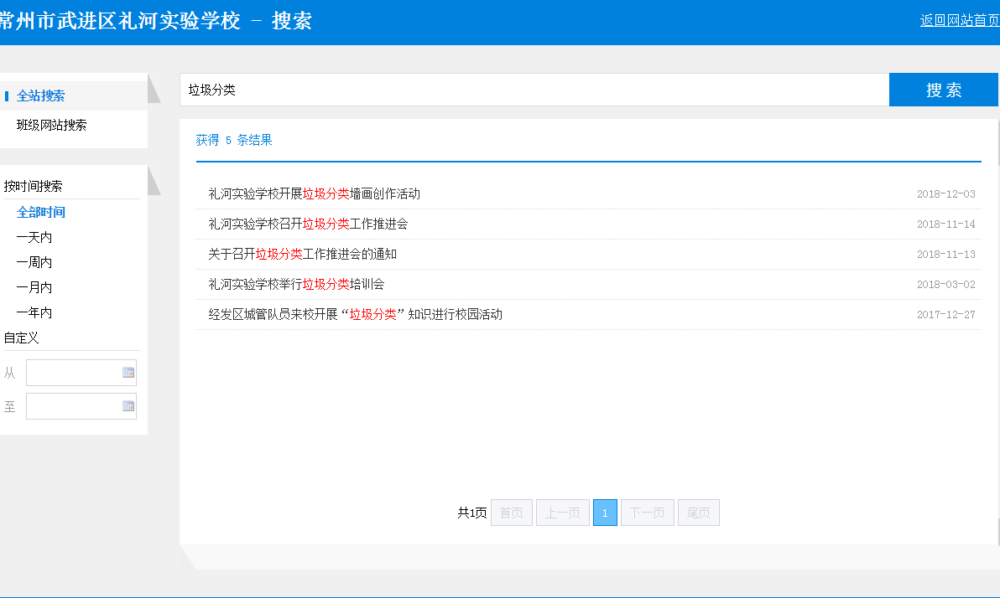 常州市武进区礼河实验学校 - 搜索
返回网站首页
全站搜索
班级网站搜索
按时间搜索
全部时间
一天内
一周内
一月内
一年内
自定义
从
至
垃圾分类
搜 索
获得 5 条结果
礼河实验学校开展垃圾分类墙画创作活动 2018-12-03
礼河实验学校召开垃圾分类工作推进会 2018-11-14
关于召开垃圾分类工作推进会的通知 2018-11-13
礼河实验学校举行垃圾分类培训会 2018-03-02
经发区城管队员来校开展“垃圾分类”知识进行校园活动 2017-12-27
共1页 首页 上一页 1 下一页 尾页